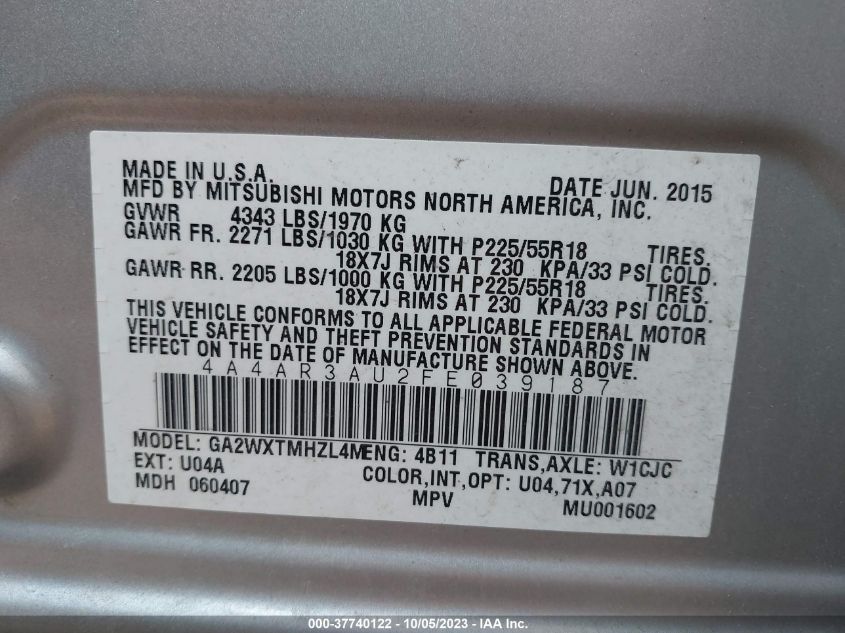 MADE IN U.S.A. DATE JUN. 2015
MFD BY MITSUBISHI MOTORS NORTH AMERICA, INC.
GVWR 4343 LBS/1970 KG
GAWR FR. 2271 LBS/1030 KG WITH P225/55R18 TIRES.
18X7J RIMS AT 230 KPA/33 PSI COLD.
GAWR RR. 2205 LBS/1000 KG WITH P225/55R18 TIRES.
18X7J RIMS AT 230 KPA/33 PSI COLD.
THIS VEHICLE CONFORMS TO ALL APPLICABLE FEDERAL MOTOR
VEHICLE SAFETY AND THEFT PREVENTION STANDARDS IN
EFFECT ON THE DATE OF MANUFACTURE SHOWN ABOVE.
4A4AR3AU2FE039187
MODEL: GA2WXTMHZL4M ENG: 4B11 TRANS,AXLE: W1CJC
EXT: U04A COLOR,INT,OPT: U04,71X,A07
MDH 060407 MPV MU001602
000-37740122 - 10/05/2023 - IAA Inc.